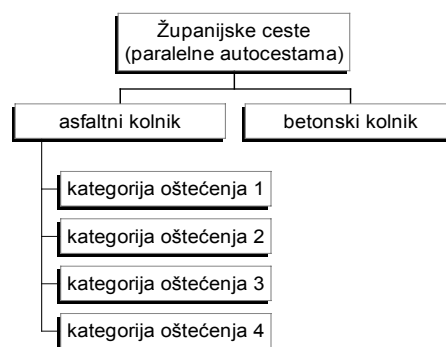 Županijske ceste
(paralelne autocestama)
asfaltni kolnik
betonski kolnik
kategorija oštećenja 1
kategorija oštećenja 2
kategorija oštećenja 3
kategorija oštećenja 4